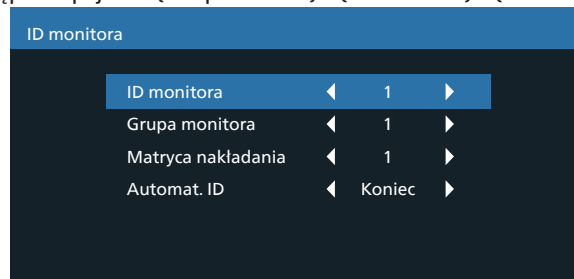 ID monitora
ID monitora 1
Grupa monitora 1
Matryca nakładania 1
Automat. ID Koniec